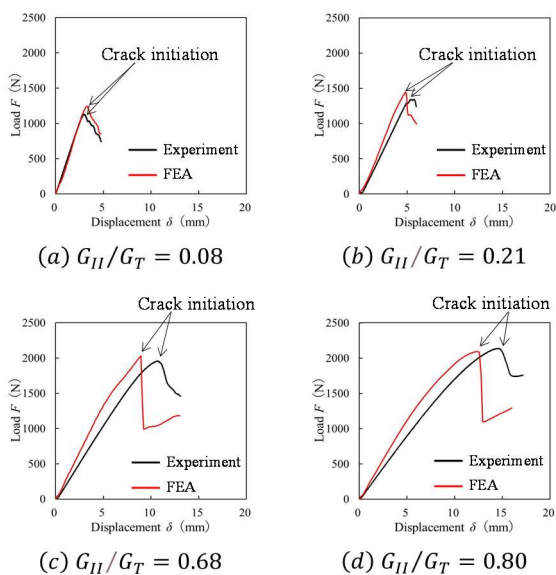 2500
2000
1500
1000
500
0
Load F (N)
Crack initiation
Experiment
FEA
0 5 10 15 20
Displacement δ (mm)
(a) G_II/G_T = 0.08
2500
2000
1500
1000
500
0
Load F (N)
Crack initiation
Experiment
FEA
0 5 10 15 20
Displacement δ (mm)
(b) G_II/G_T = 0.21
2500
2000
1500
1000
500
0
Load F (N)
Crack initiation
Experiment
FEA
0 5 10 15 20
Displacement δ (mm)
(c) G_II/G_T = 0.68
2500
2000
1500
1000
500
0
Load F (N)
Crack initiation
Experiment
FEA
0 5 10 15 20
Displacement δ (mm)
(d) G_II/G_T = 0.80